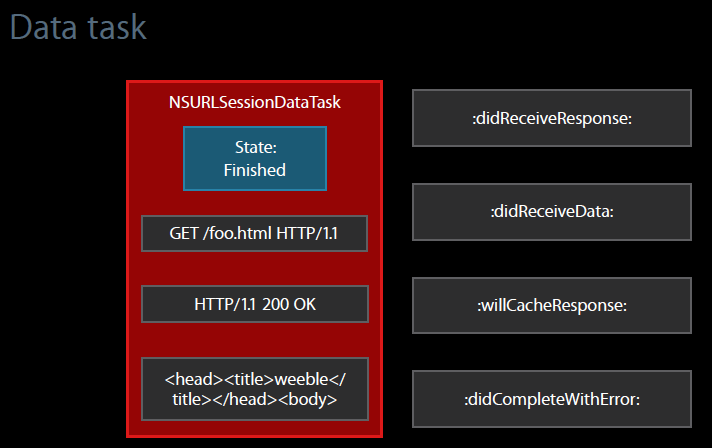 Data task
NSURLSessionDataTask
State:
Finished
GET /foo.html HTTP/1.1
HTTP/1.1 200 OK
<head><title>weeble</
title></head><body>
:didReceiveResponse:
:didReceiveData:
:willCacheResponse:
:didCompleteWithError: